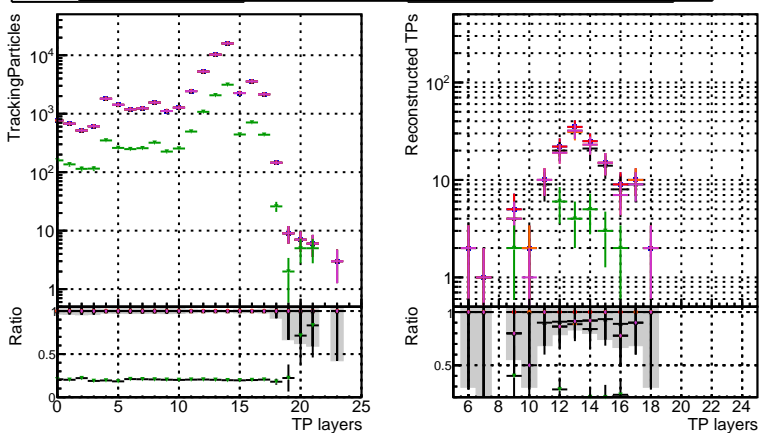 TrackingParticles
10^4
10^3
10^2
10
1
Ratio
1
0.5
0
0 5 10 15 20 25
TP layers
Reconstructed TPs
10^2
10
1
Ratio
1
0.5
6 8 10 12 14 16 18 20 22 24
TP layers